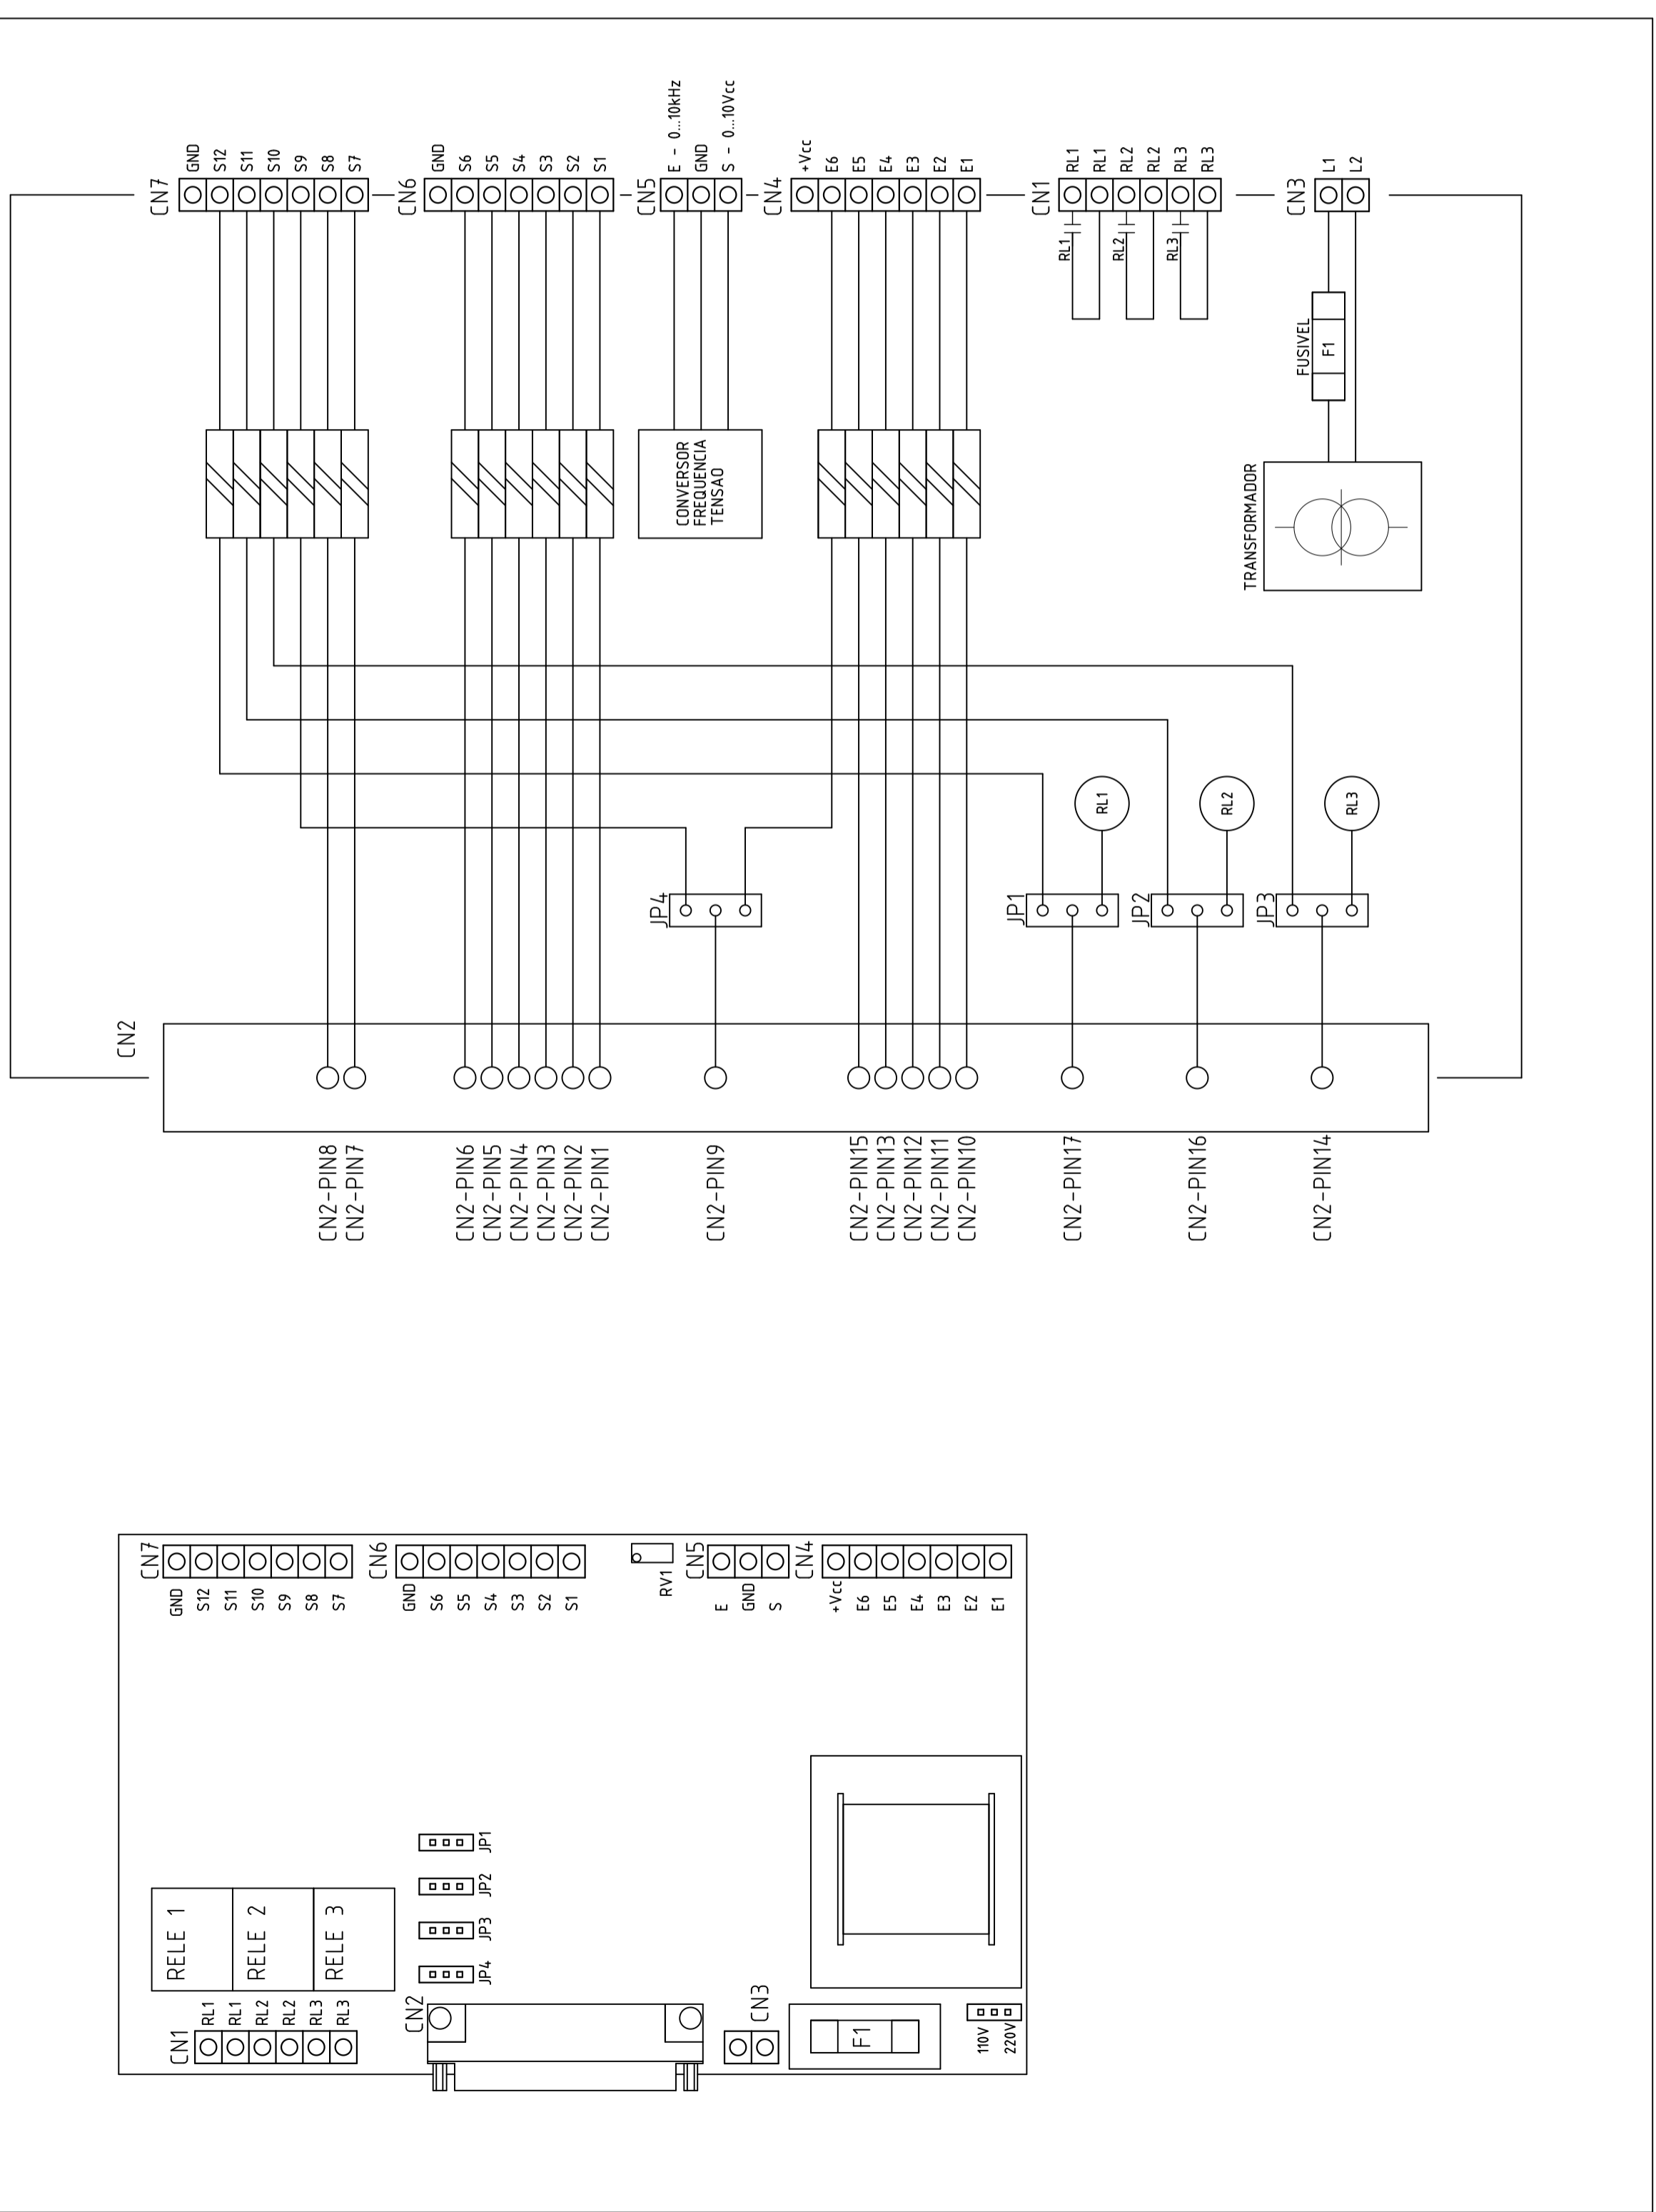 CN7
GND
S12
S11
S10
S9
S8
S7
CN6
GND
S6
S5
S4
S3
S2
S1
CN5
E - 0...10kHz
GND
S - 0...10Vcc
CN4
+Vcc
E6
E5
E4
E3
E2
E1
CN1
RL1
RL1
RL2
RL2
RL3
RL3
RL1
RL2
RL3
CN3
L1
L2
FUSIVEL
F1
TRANSFORMADOR
CONVERSOR
FREQUENCIA
TENSAO
RL1
RL2
RL3
JP4
JP1
JP2
JP3
CN2
CN2-PIN8
CN2-PIN7
CN2-PIN6
CN2-PIN5
CN2-PIN4
CN2-PIN3
CN2-PIN2
CN2-PIN1
CN2-PIN9
CN2-PIN15
CN2-PIN13
CN2-PIN12
CN2-PIN11
CN2-PIN10
CN2-PIN17
CN2-PIN16
CN2-PIN14
CN7
GND
S12
S11
S10
S9
S8
S7
CN6
GND
S6
S5
S4
S3
S2
S1
RV1
CN5
E
GND
S
CN4
+Vcc
E6
E5
E4
E3
E2
E1
JP1
JP2
JP3
JP4
RELE 1
RELE 2
RELE 3
CN1
RL1
RL1
RL2
RL2
RL3
RL3
CN2
CN3
F1
110V
220V